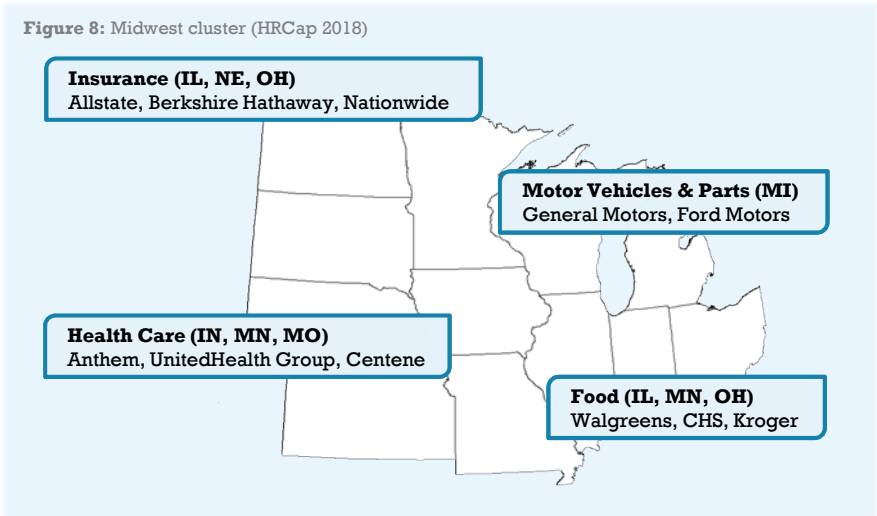 Figure 8: Midwest cluster (HRCap 2018)
Insurance (IL, NE, OH)
Allstate, Berkshire Hathaway, Nationwide
Motor Vehicles & Parts (MI)
General Motors, Ford Motors
Health Care (IN, MN, MO)
Anthem, UnitedHealth Group, Centene
Food (IL, MN, OH)
Walgreens, CHS, Kroger